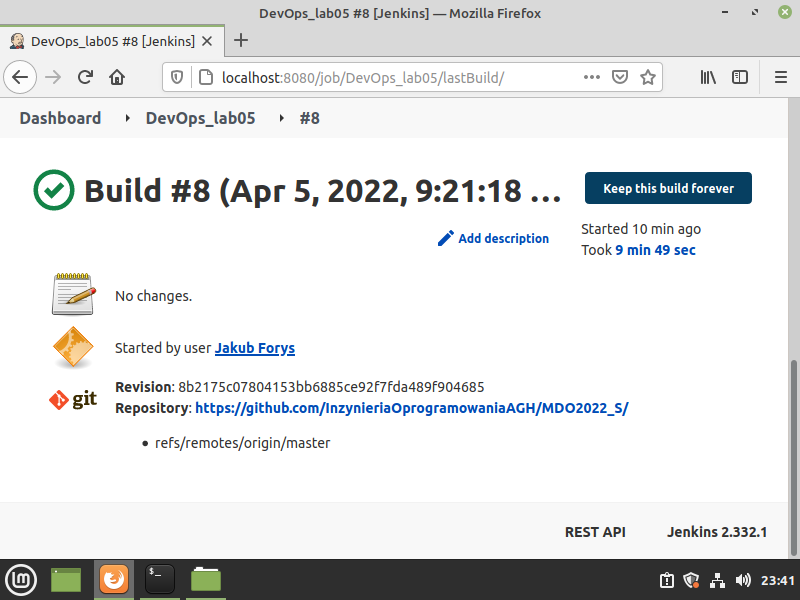 DevOps_lab05 #8 [Jenkins] — Mozilla Firefox
DevOps_lab05 #8 [Jenkins]
localhost:8080/job/DevOps_lab05/lastBuild/
Dashboard DevOps_lab05 #8
Build #8 (Apr 5, 2022, 9:21:18 ...
Keep this build forever
Add description
Started 10 min ago
Took 9 min 49 sec
No changes.
Started by user Jakub Forys
git
Revision: 8b2175c07804153bb6885ce92f7fda489f904685
Repository: https://github.com/InzynieriaOprogramowaniaAGH/MDO2022_S/
• refs/remotes/origin/master
REST API Jenkins 2.332.1
23:41